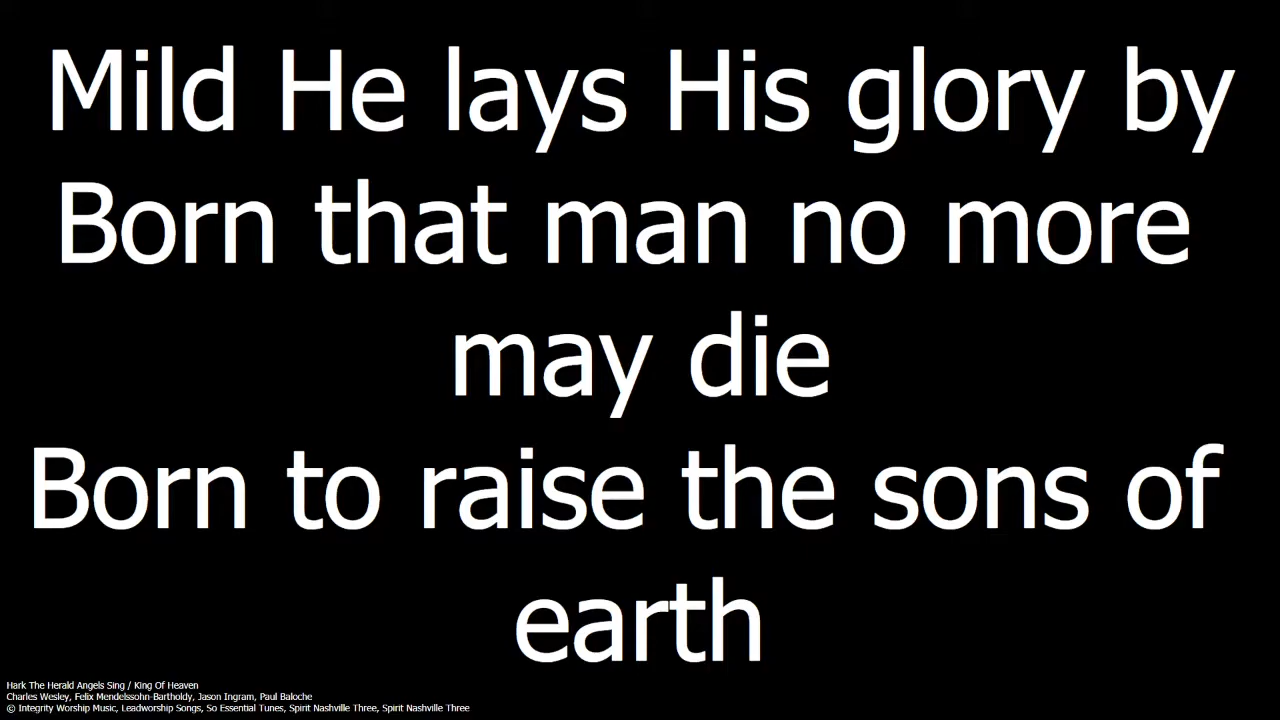 Mild He lays His glory by
Born that man no more
may die
Born to raise the sons of
earth
Hark The Herald Angels Sing / King Of Heaven
Charles Wesley, Felix Mendelssohn-Bartholdy, Jason Ingram, Paul Baloche
© Integrity Worship Music, Leadworship Songs, So Essential Tunes, Spirit Nashville Three, Spirit Nashville Three